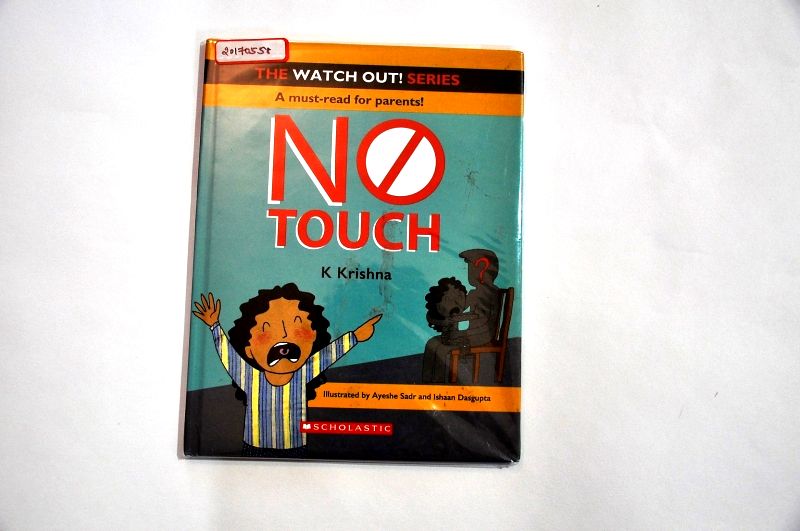 20170551
THE WATCH OUT! SERIES
A must-read for parents!
NO
TOUCH
K Krishna
?
Illustrated by Ayeshe Sadr and Ishaan Dasgupta
SCHOLASTIC